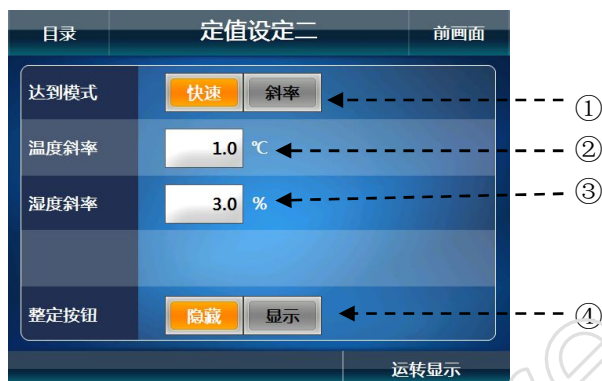 目录 定值设定二 前画面
达到模式 快速 斜率 ①
温度斜率 1.0 ℃ ②
湿度斜率 3.0 % ③
整定按钮 隐藏 显示 ④
运转显示